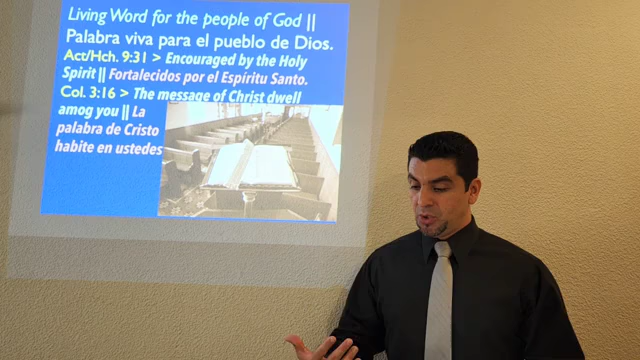 Living Word for the people of God ||
Palabra viva para el pueblo de Dios.
Act/Hch. 9:31 > Encouraged by the Holy
Spirit || Fortalecidos por el Espíritu Santo.
Col. 3:16 > The message of Christ dwell
amog you || La
palabra de Cristo
habite en ustedes